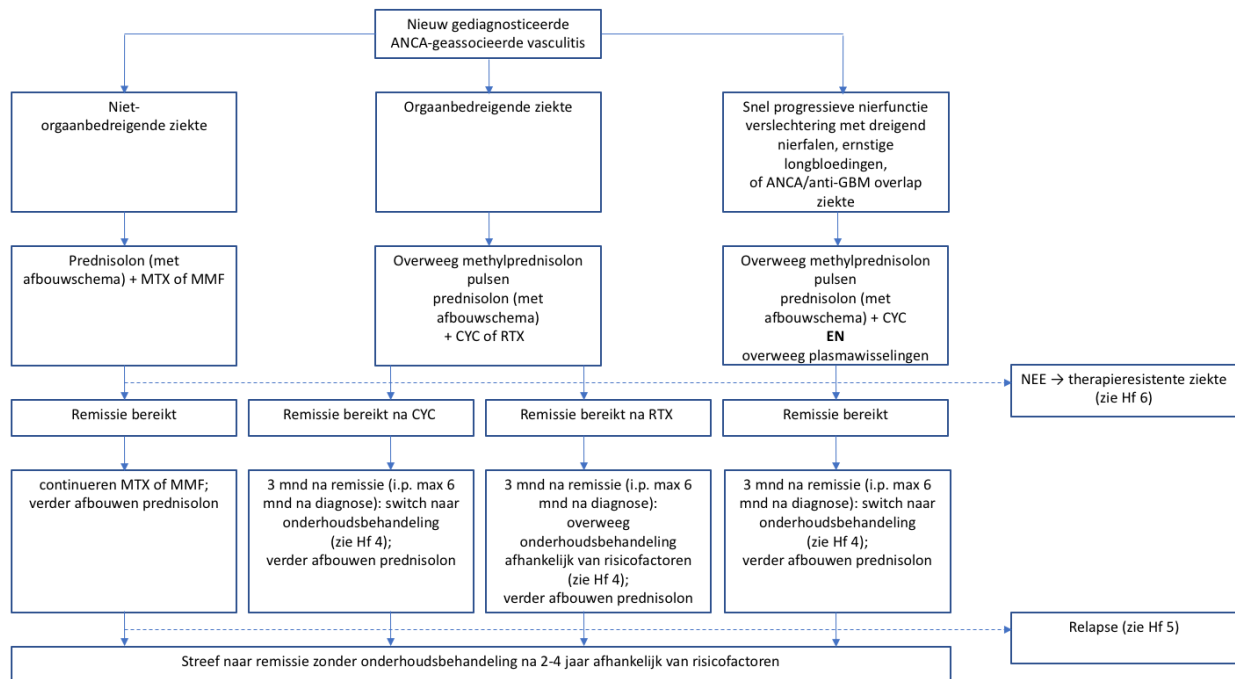 Nieuw gediagnosticeerde
ANCA-geassocieerde vasculitis
Niet-
orgaanbedreigende ziekte
Orgaanbedreigende ziekte
Snel progressieve nierfunctie
verslechtering met dreigend
nierfalen, ernstige
longbloedingen,
of ANCA/anti-GBM overlap
ziekte
Prednisolon (met
afbouwschema) + MTX of MMF
Overweeg methylprednisolon
pulsen
prednisolon (met
afbouwschema)
+ CYC of RTX
Overweeg methylprednisolon
pulsen
prednisolon (met
afbouwschema) + CYC
EN
overweeg plasmawisselingen
NEE → therapieresistente ziekte
(zie Hf 6)
Remissie bereikt
Remissie bereikt na CYC
Remissie bereikt na RTX
Remissie bereikt
continueren MTX of MMF;
verder afbouwen prednisolon
3 mnd na remissie (i.p. max 6
mnd na diagnose): switch naar
onderhoudsbehandeling
(zie Hf 4);
verder afbouwen prednisolon
3 mnd na remissie (i.p. max 6
mnd na diagnose):
overweeg
onderhoudsbehandeling
afhankelijk van risicofactoren
(zie Hf 4);
verder afbouwen prednisolon
3 mnd na remissie (i.p. max 6
mnd na diagnose): switch naar
onderhoudsbehandeling
(zie Hf 4);
verder afbouwen prednisolon
Relapse (zie Hf 5)
Streef naar remissie zonder onderhoudsbehandeling na 2-4 jaar afhankelijk van risicofactoren